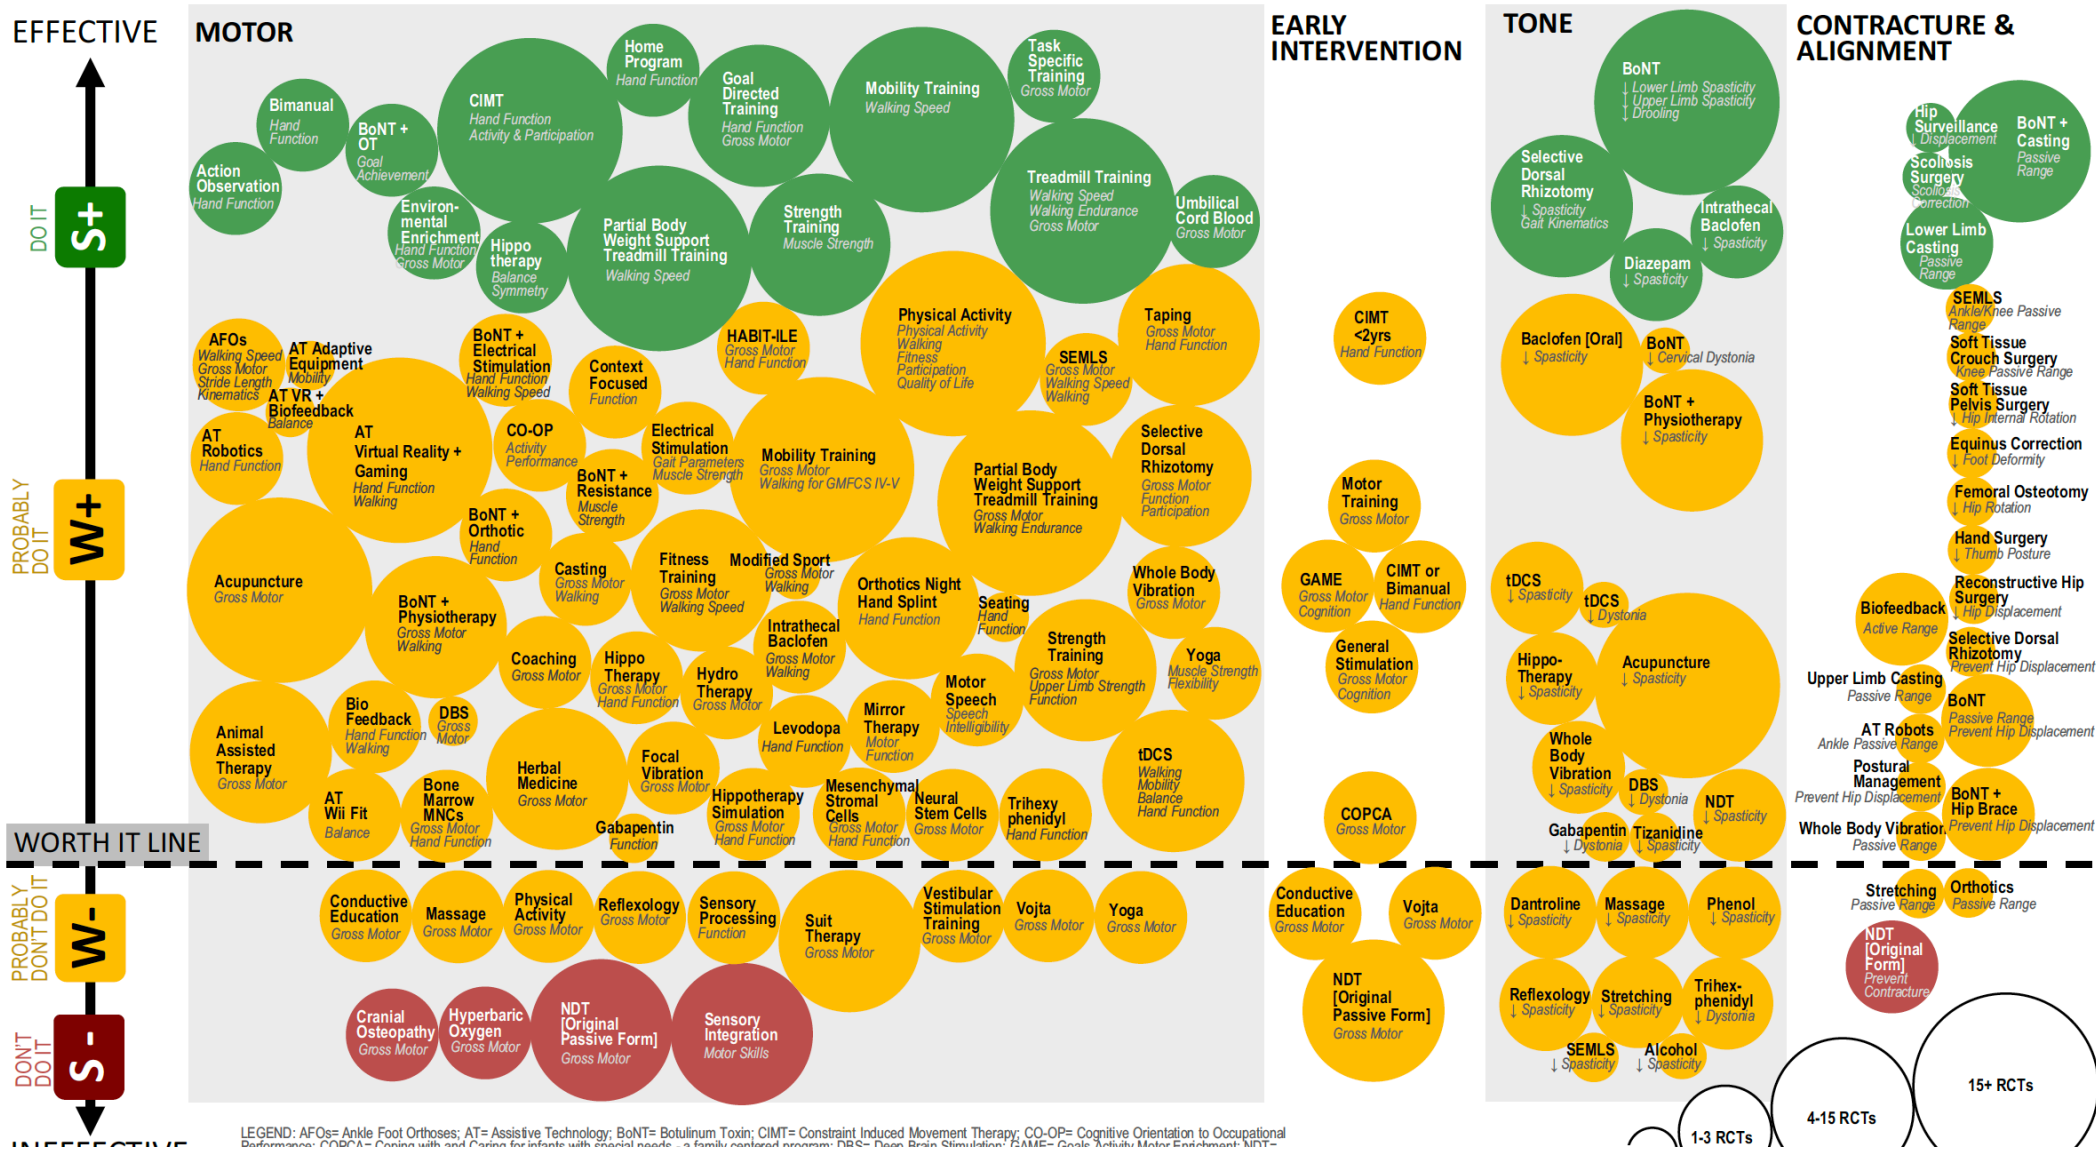 EFFECTIVE
DO IT
S+
PROBABLY
DO IT
W+
WORTH IT LINE
PROBABLY
DON'T DO IT
W-
DON'T
DO IT
S -
MOTOR
Bimanual
Hand
Function
BoNT +
OT
Goal
Achievement
Action
Observation
Hand Function
CIMT
Hand Function
Activity & Participation
Home
Program
Hand Function
Goal
Directed
Training
Hand Function
Gross Motor
Mobility Training
Walking Speed
Task
Specific
Training
Gross Motor
Environ-
mental
Enrichment
Hand Function
Gross Motor
Hippo
therapy
Balance
Symmetry
Partial Body
Weight Support
Treadmill Training
Walking Speed
Strength
Training
Muscle Strength
Treadmill Training
Walking Speed
Walking Endurance
Gross Motor
Umbilical
Cord Blood
Gross Motor
AFOs
Walking Speed
Gross Motor
Stride Length
Kinematics
AT Adaptive
Equipment
Mobility
AT VR +
Biofeedback
Balance
AT
Robotics
Hand Function
AT
Virtual Reality +
Gaming
Hand Function
Walking
BoNT +
Electrical
Stimulation
Hand Function
Walking Speed
Context
Focused
Function
HABIT-ILE
Gross Motor
Hand Function
Physical Activity
Physical Activity
Walking
Fitness
Participation
Quality of Life
SEMLS
Gross Motor
Walking Speed
Walking
Taping
Gross Motor
Hand Function
CO-OP
Activity
Performance
Electrical
Stimulation
Gait Parameters
Muscle Strength
BoNT +
Resistance
Muscle
Strength
Mobility Training
Gross Motor
Walking for GMFCS IV-V
Partial Body
Weight Support
Treadmill Training
Gross Motor
Walking Endurance
Selective
Dorsal
Rhizotomy
Gross Motor
Function
Participation
BoNT +
Orthotic
Hand
Function
Acupuncture
Gross Motor
BoNT +
Physiotherapy
Gross Motor
Walking
Casting
Gross Motor
Walking
Fitness
Training
Gross Motor
Walking Speed
Modified Sport
Gross Motor
Walking
Orthotics Night
Hand Splint
Hand Function
Seating
Hand
Function
Whole Body
Vibration
Gross Motor
Intrathecal
Baclofen
Gross Motor
Walking
Strength
Training
Gross Motor
Upper Limb Strength
Function
Yoga
Muscle Strength
Flexibility
Coaching
Gross Motor
Hippo
Therapy
Gross Motor
Hand Function
Hydro
Therapy
Gross Motor
Motor
Speech
Speech
Intelligibility
Animal
Assisted
Therapy
Gross Motor
Bio
Feedback
Hand Function
Walking
DBS
Gross
Motor
Levodopa
Hand Function
Mirror
Therapy
Motor
Function
tDCS
Walking
Mobility
Balance
Hand Function
Herbal
Medicine
Gross Motor
Focal
Vibration
Gross Motor
AT
Wii Fit
Balance
Bone
Marrow
MNCs
Gross Motor
Hand Function
Gabapentin
Function
Hippotherapy
Simulation
Gross Motor
Hand Function
Mesenchymal
Stromal
Cells
Gross Motor
Hand Function
Neural
Stem Cells
Gross Motor
Trihexy
phenidyl
Hand Function
Conductive
Education
Gross Motor
Massage
Gross Motor
Physical
Activity
Gross Motor
Reflexology
Gross Motor
Sensory
Processing
Function
Suit
Therapy
Gross Motor
Vestibular
Stimulation
Training
Gross Motor
Vojta
Gross Motor
Yoga
Gross Motor
Cranial
Osteopathy
Gross Motor
Hyperbaric
Oxygen
Gross Motor
NDT
[Original
Passive Form]
Gross Motor
Sensory
Integration
Motor Skills
EARLY
INTERVENTION
CIMT
<2yrs
Hand Function
Motor
Training
Gross Motor
GAME
Gross Motor
Cognition
CIMT or
Bimanual
Hand Function
General
Stimulation
Gross Motor
Cognition
COPCA
Gross Motor
Conductive
Education
Gross Motor
Vojta
Gross Motor
NDT
[Original
Passive Form]
Gross Motor
TONE
BoNT
↓ Lower Limb Spasticity
↓ Upper Limb Spasticity
↓ Drooling
Selective
Dorsal
Rhizotomy
↓ Spasticity
Gait Kinematics
Intrathecal
Baclofen
↓ Spasticity
Diazepam
↓ Spasticity
Baclofen [Oral]
↓ Spasticity
BoNT
↓ Cervical Dystonia
BoNT +
Physiotherapy
↓ Spasticity
tDCS
↓ Spasticity
tDCS
↓ Dystonia
Hippo-
Therapy
↓ Spasticity
Acupuncture
↓ Spasticity
Whole
Body
Vibration
↓ Spasticity
DBS
↓ Dystonia
NDT
↓ Spasticity
Gabapentin
↓ Dystonia
Tizanidine
↓ Spasticity
Dantroline
↓ Spasticity
Massage
↓ Spasticity
Phenol
↓ Spasticity
Reflexology
↓ Spasticity
Stretching
↓ Spasticity
Trihex-
phenidyl
↓ Dystonia
SEMLS
↓ Spasticity
Alcohol
↓ Spasticity
CONTRACTURE &
ALIGNMENT
Hip
Surveillance
↓ Displacement
BoNT +
Casting
Passive
Range
Scoliosis
Surgery
Scoliosis
Correction
Lower Limb
Casting
Passive
Range
SEMLS
Ankle/Knee Passive
Range
Soft Tissue
Crouch Surgery
Knee Passive Range
Soft Tissue
Pelvis Surgery
↓ Hip Internal Rotation
Equinus Correction
↓ Foot Deformity
Femoral Osteotomy
↓ Hip Rotation
Hand Surgery
↓ Thumb Posture
Biofeedback
Active Range
Reconstructive Hip
Surgery
↓ Hip Displacement
Selective Dorsal
Rhizotomy
Prevent Hip Displacement
Upper Limb Casting
Passive Range
BoNT
Passive Range
Prevent Hip Displacement
AT Robots
Ankle Passive Range
Postural
Management
Prevent Hip Displacement
BoNT +
Hip Brace
Prevent Hip Displacement
Whole Body Vibration
Passive Range
Stretching
Passive Range
Orthotics
Passive Range
NDT
[Original
Form]
Prevent
Contracture
1-3 RCTs
4-15 RCTs
15+ RCTs
LEGEND: AFOs= Ankle Foot Orthoses; AT= Assistive Technology; BoNT= Botulinum Toxin; CIMT= Constraint Induced Movement Therapy; CO-OP= Cognitive Orientation to Occupational